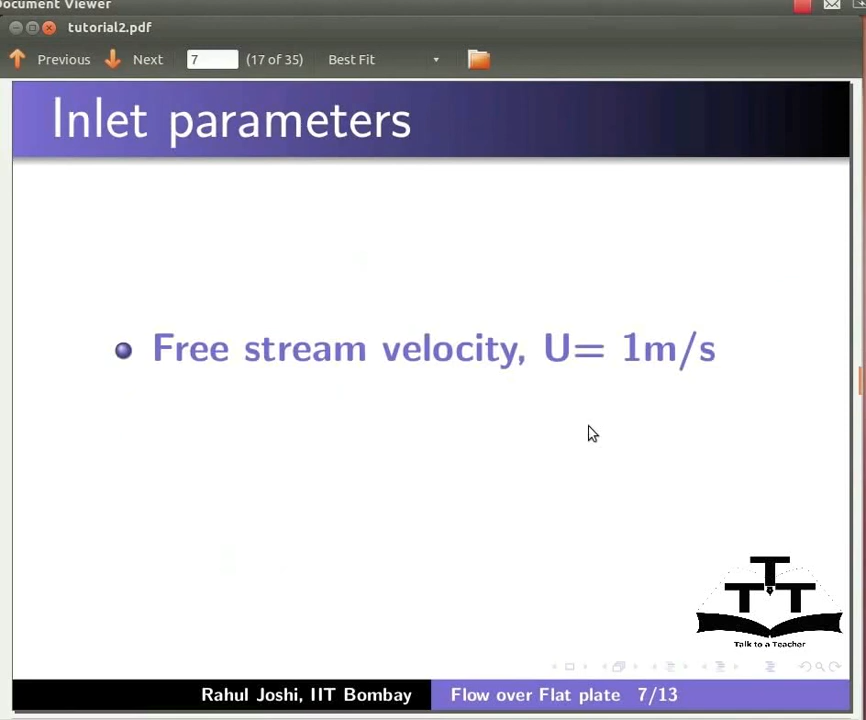 ocument Viewer
tutorial2.pdf
Previous Next 7 (17 of 35) Best Fit
Inlet parameters
Free stream velocity, U= 1m/s
T
T T
Talk to a Teacher
Rahul Joshi, IIT Bombay Flow over Flat plate 7/13